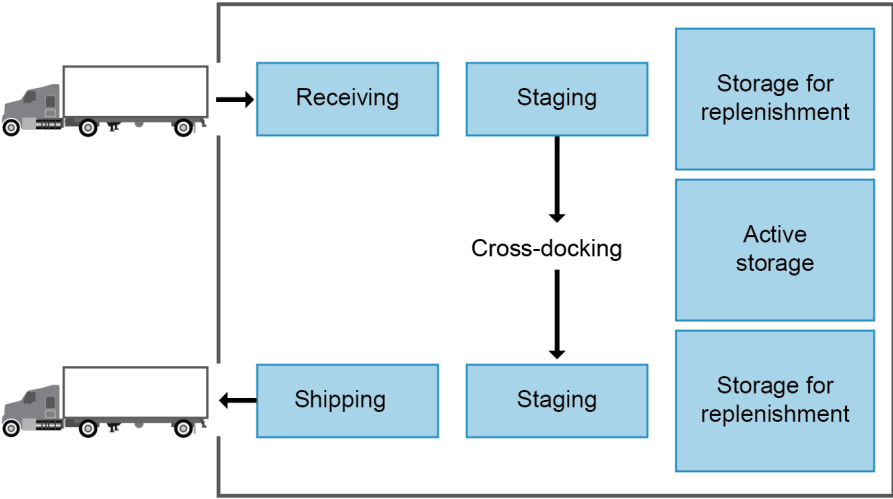 Receiving
Staging
Storage for
replenishment
Cross-docking
Active
storage
Shipping
Staging
Storage for
replenishment